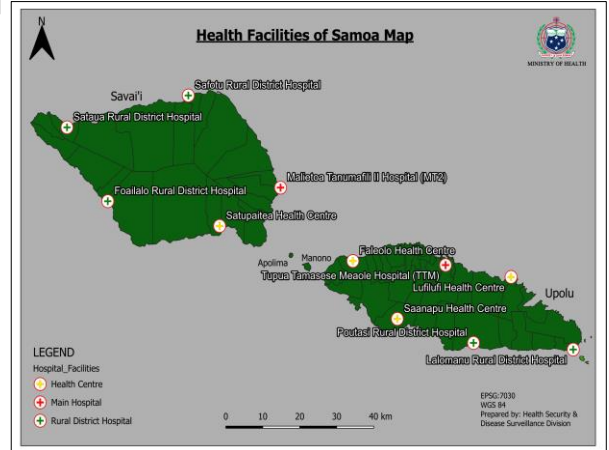 N
Health Facilities of Samoa Map
MINISTRY OF HEALTH
Savai'i
Safotu Rural District Hospital
Sataua Rural District Hospital
Malietoa Tanumafili II Hospital (MT2)
Foailalo Rural District Hospital
Satupaitea Health Centre
Apolima
Manono
Faleolo Health Centre
Tupua Tamasese Meaole Hospital (TTM)
Lufilufi Health Centre
Upolu
Saanapu Health Centre
Poutasi Rural District Hospital
Lalomanu Rural District Hospital
LEGEND
Hospital_Facilities
Health Centre
Main Hospital
Rural District Hospital
0 10 20 30 40 km
EPSG:7030
WGS 84
Prepared by: Health Security &
Disease Surveillance Division